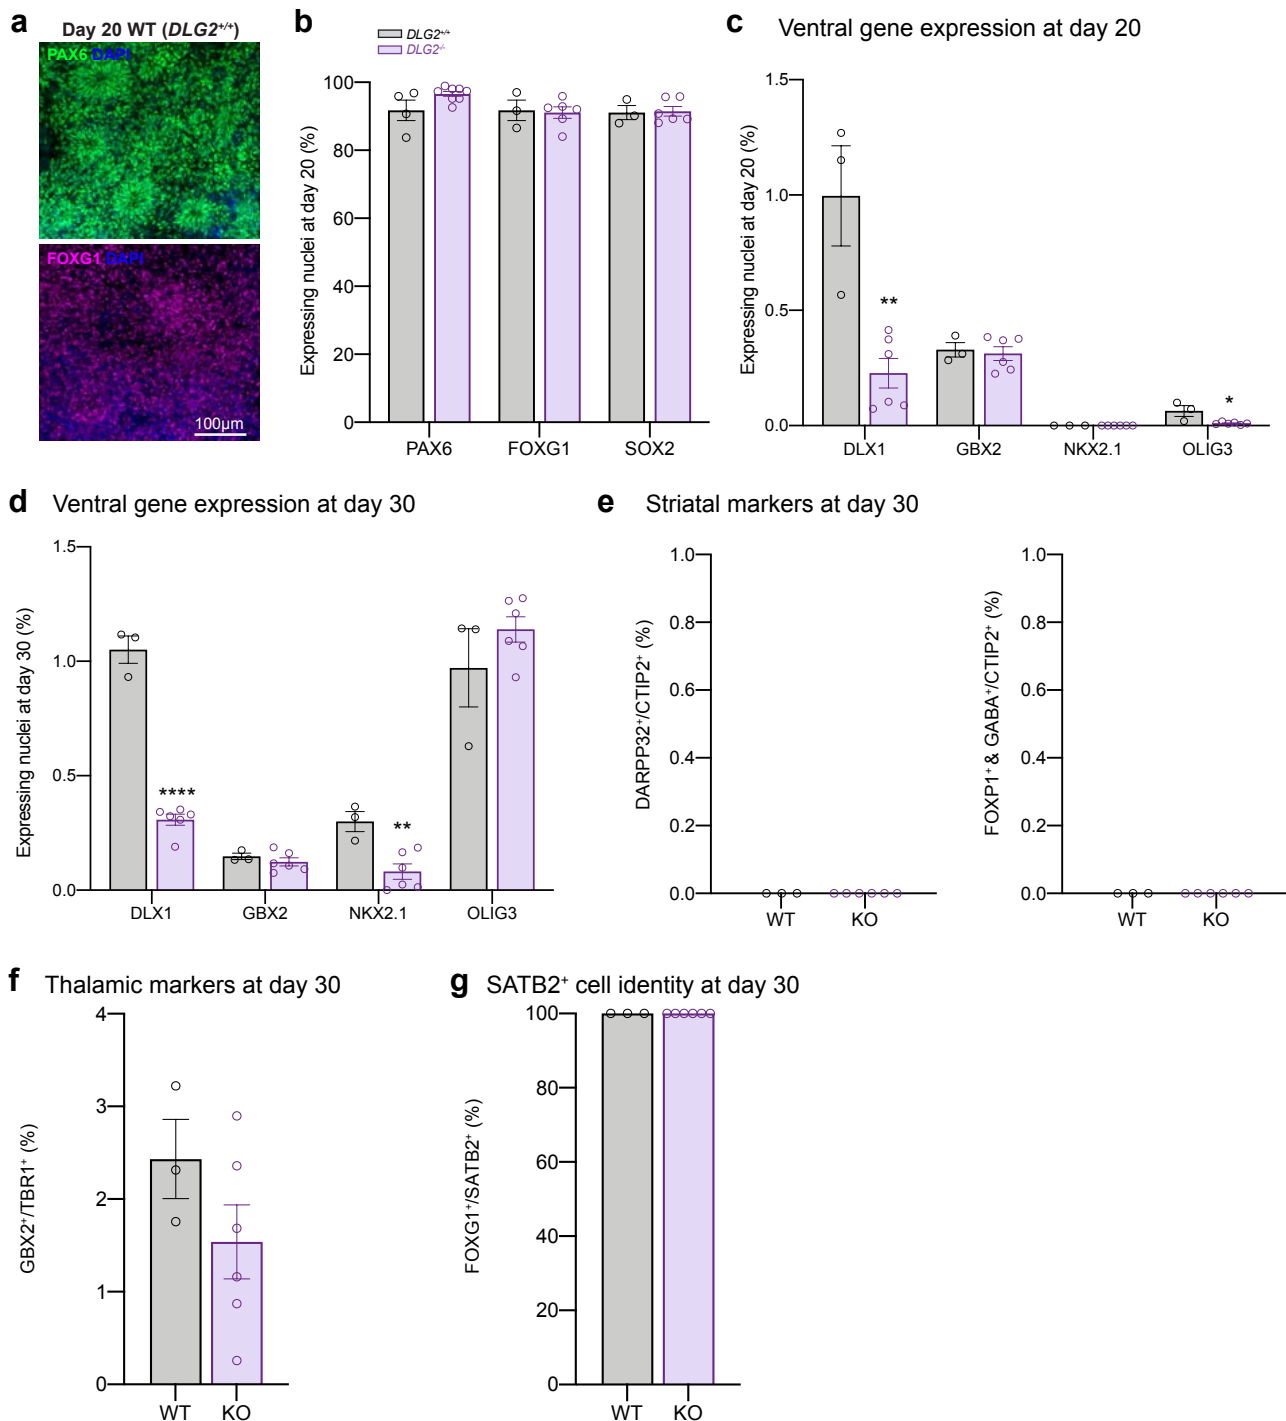 a
Day 20 WT (DLG2+/+)
PAX6 DAPI
FOXG1 DAPI
100µm
b
DLG2+/+
DLG2-/-
Expressing nuclei at day 20 (%)
100
80
60
40
20
0
PAX6 FOXG1 SOX2
c Ventral gene expression at day 20
Expressing nuclei at day 20 (%)
1.5
1.0
0.5
0.0
**
*
DLX1 GBX2 NKX2.1 OLIG3
d Ventral gene expression at day 30
Expressing nuclei at day 30 (%)
1.5
1.0
0.5
0.0
****
**
DLX1 GBX2 NKX2.1 OLIG3
e Striatal markers at day 30
DARPP32+/CTIP2+ (%)
1.0
0.8
0.6
0.4
0.2
0.0
WT KO
FOXP1+ & GABA+/CTIP2+ (%)
1.0
0.8
0.6
0.4
0.2
0.0
WT KO
f Thalamic markers at day 30
GBX2+/TBR1+ (%)
4
3
2
1
0
WT KO
g SATB2+ cell identity at day 30
FOXG1+/SATB2+ (%)
100
80
60
40
20
0
WT KO